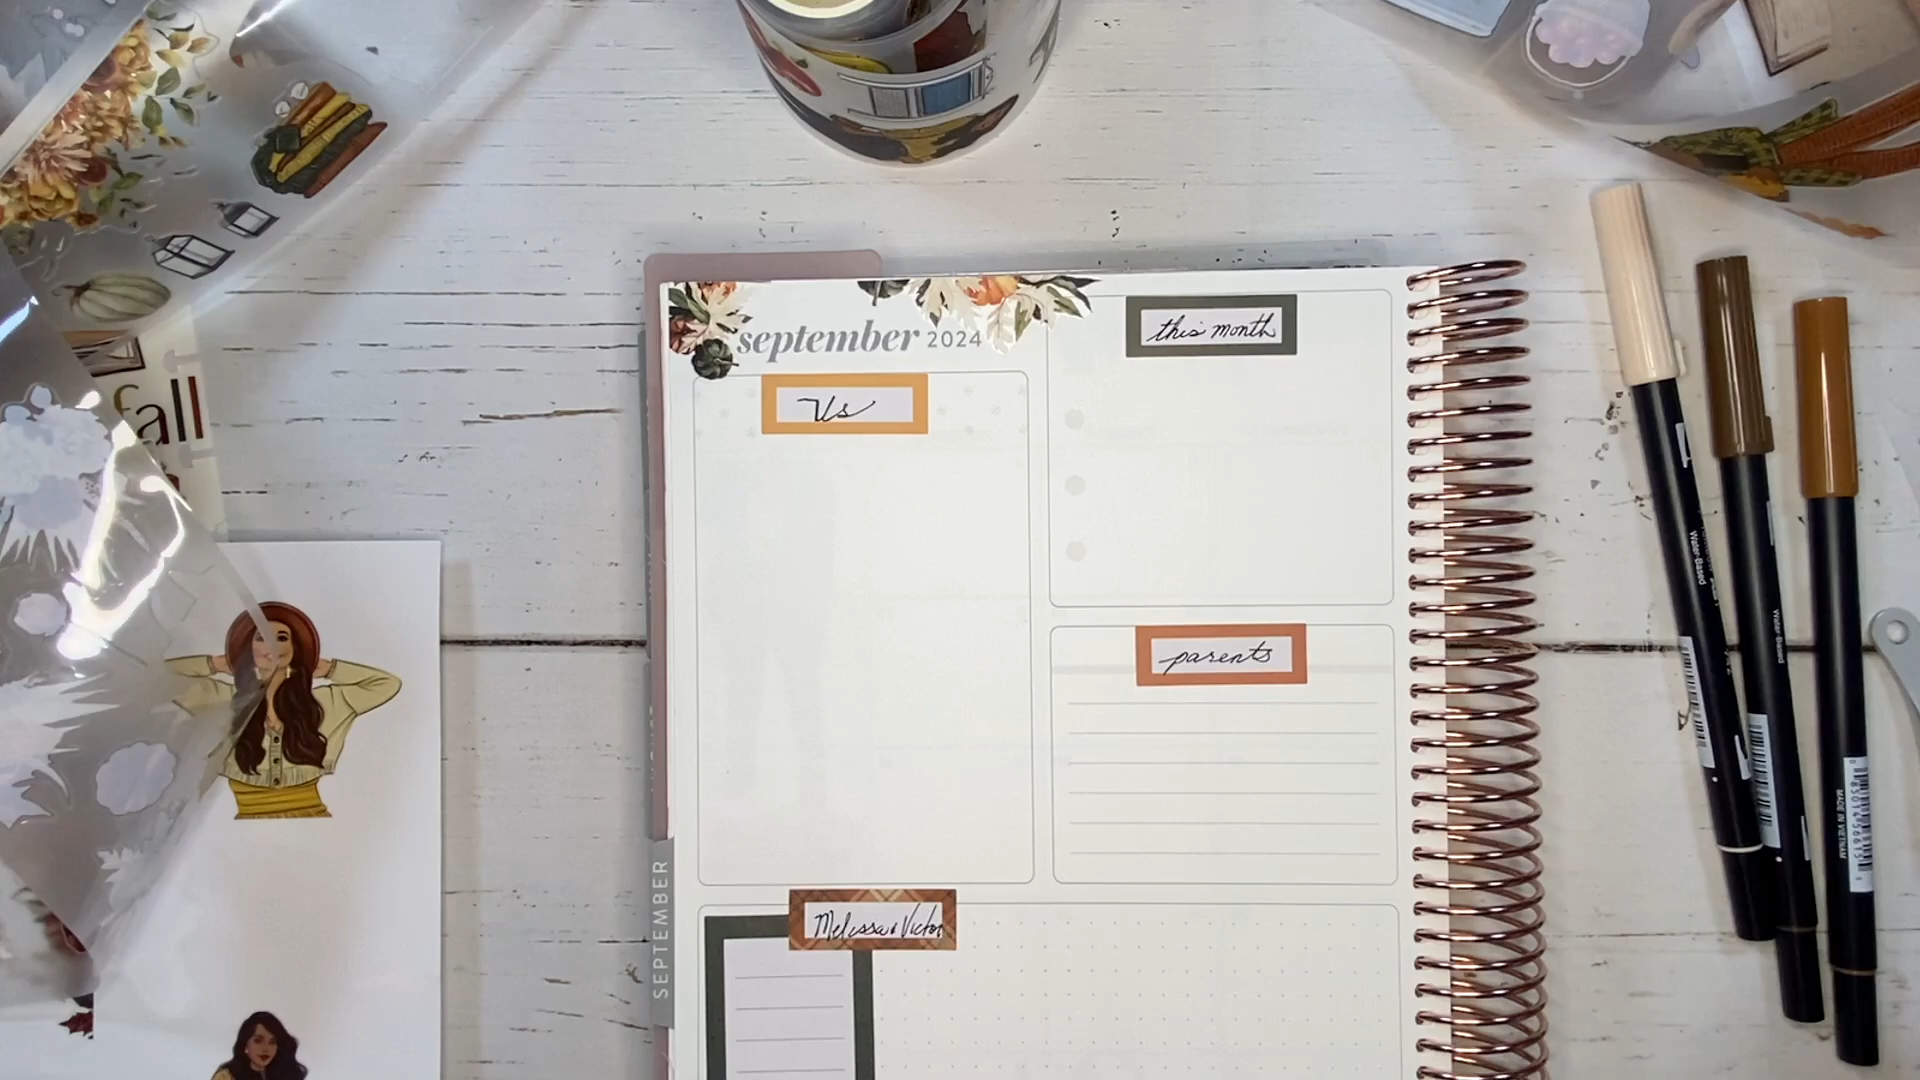 september 2024
this month
Us
parents
Melissa & Victor
SEPTEMBER
fall
Water-Based
Water-Based
MADE IN VIETNAM